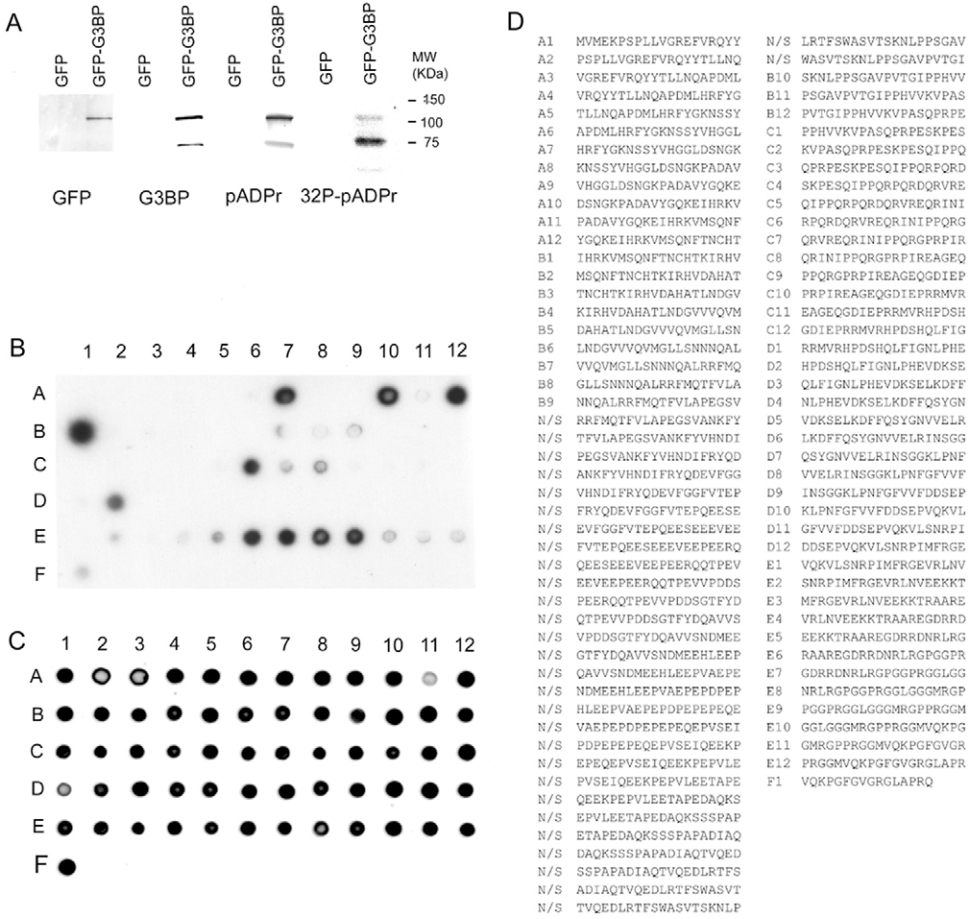 A
GFP
GFP-G3BP
GFP
GFP-G3BP
GFP
GFP-G3BP
GFP
GFP-G3BP
MW
(KDa)
150
100
75
GFP G3BP pADPr 32P-pADPr
B
1 2 3 4 5 6 7 8 9 10 11 12
A
B
C
D
E
F
C
1 2 3 4 5 6 7 8 9 10 11 12
A
B
C
D
E
F
D
A1 MVMEKPSPLLVGREFVRQYY
A2 PSPLLVGREFVRQYYTLLNQ
A3 VGREFVRQYYTLLNQAPDML
A4 VRQYYTLLNQAPDMLHRFYG
A5 TLLNQAPDMLHRFYGKNSSY
A6 APDMLHRFYGKNSSYVHGGL
A7 HRFYGKNSSYVHGGLDSNGK
A8 KNSSYVHGGLDSNGKPADAV
A9 VHGGLDSNGKPADAVYGQKE
A10 DSNGKPADAVYGQKEIHRKV
A11 PADAVYGQKEIHRKVMSQNF
A12 YGQKEIHRKVMSQNFTNCHT
B1 IHRKVMSQNFTNCHTKIRHV
B2 MSQNFTNCHTKIRHVDAHAT
B3 TNCHTKIRHVDAHATLNDGV
B4 KIRHVDAHATLNDGVVVQVM
B5 DAHATLNDGVVVQVMGLLSN
B6 LNDGVVVQVMGLLSNNNQAL
B7 VVQVMGLLSNNNQALRRFMQ
B8 GLLSNNNQALRRFMQTFVLA
B9 NNQALRRFMQTFVLAPEGSV
N/S RRFMQTFVLAPEGSVANKFY
N/S TFVLAPEGSVANKFYVHNDI
N/S PEGSVANKFYVHNDIFRYQD
N/S ANKFYVHNDIFRYQDEVFGG
N/S VHNDIFRYQDEVFGGFVTEP
N/S FRYQDEVFGGFVTEPQEESE
N/S EVFGGFVTEPQEESEEEVEE
N/S FVTEPQEESEEEVEEPEERQ
N/S QEESEEEVEEPEERQQTPEV
N/S EEVEEPEERQQTPEVVPDDS
N/S PEERQQTPEVVPDDSGTFYD
N/S QTPEVVPDDSGTFYDQAVVS
N/S VPDDSGTFYDQAVVSNDMEE
N/S GTFYDQAVVSNDMEEHLEEP
N/S QAVVSNDMEEHLEEPVAEPE
N/S NDMEEHLEEPVAEPEPDPEP
N/S HLEEPVAEPEPDPEPEPEQEPVSEI
N/S VAEPEPDPEPEPEQEPVSEI
N/S PDPEPEPEQEPVSEIQEEKP
N/S EPEQEPVSEIQEEKPEPVLE
N/S PVSEIQEEKPEPVLEETAPE
N/S QEEKPEPVLEETAPEDAQKS
N/S EPVLEETAPEDAQKSSSPAP
N/S ETAPEDAQKSSSPAPADIAQ
N/S DAQKSSSPAPADIAQTVQED
N/S SSPAPADIAQTVQEDLRTFS
N/S ADIAQTVQEDLRTFSWASVT
N/S TVQEDLRTFSWASVTSKNLP
N/S LRTFSWASVTSKNLPPSGAV
N/S WASVTSKNLPPSGAVPVTGI
B10 SKNLPPSGAVPVTGIPPHVV
B11 PSGAVPVTGIPPHVVKVPAS
B12 PVTGIPPHVVKVPASQPRPE
C1 PPHVVKVPASQPRPESKPES
C2 KVPASQPRPESKPESQIPPQ
C3 QPRPESKPESQIPPQRPQRD
C4 SKPESQIPPQRPQRDQRVRE
C5 QIPPQRPQRDQRVREQRINI
C6 RPQRDQRVREQRINIPPQRG
C7 QRVREQRINIPPQRGPRPIR
C8 QRINIPPQRGPRPIREAGEQ
C9 PPQRGPRPIREAGEQGDIEP
C10 PRPIREAGEQGDIEPRRMVR
C11 EAGEQGDIEPRRMVRHPDSH
C12 GDIEPRRMVRHPDSHQLFIG
D1 RRMVRHPDSHQLFIGNLPHE
D2 HPDSHQLFIGNLPHEVDKSE
D3 QLFIGNLPHEVDKSELKDFF
D4 NLPHEVDKSELKDFFQSYGN
D5 VDKSELKDFFQSYGNVVELR
D6 LKDFFQSYGNVVELRINSGG
D7 QSYGNVVELRINSGGKLPNF
D8 VVELRINSGGKLPNFGFVVF
D9 INSGGKLPNFGFVVFDDSEP
D10 KLPNFGFVVFDDSEPVQKVL
D11 GFVVFDDSEPVQKVLSNRPI
D12 DDSEPVQKVLSNRPIMFRGE
E1 VQKVLSNRPIMFRGEVRLNV
E2 SNRPIMFRGEVRLNVEEKKT
E3 MFRGEVRLNVEEKKTRAARE
E4 VRLNVEEKKTRAAREGDRRD
E5 EEKKTRAAREGDRRDNRLRG
E6 RAAREGDRRDNRLRGPGGPR
E7 GDRRDNRLRGPGGPRGGLGG
E8 NRLRGPGGPRGGLGGGMRGP
E9 PGGPRGGLGGGMRGPPRGGM
E10 GGLGGGMRGPPRGGMVQKPG
E11 GMRGPPRGGMVQKPGFGVGR
E12 PRGGMVQKPGFGVGRGLAPR
F1 VQKPGFGVGRGLAPRQ